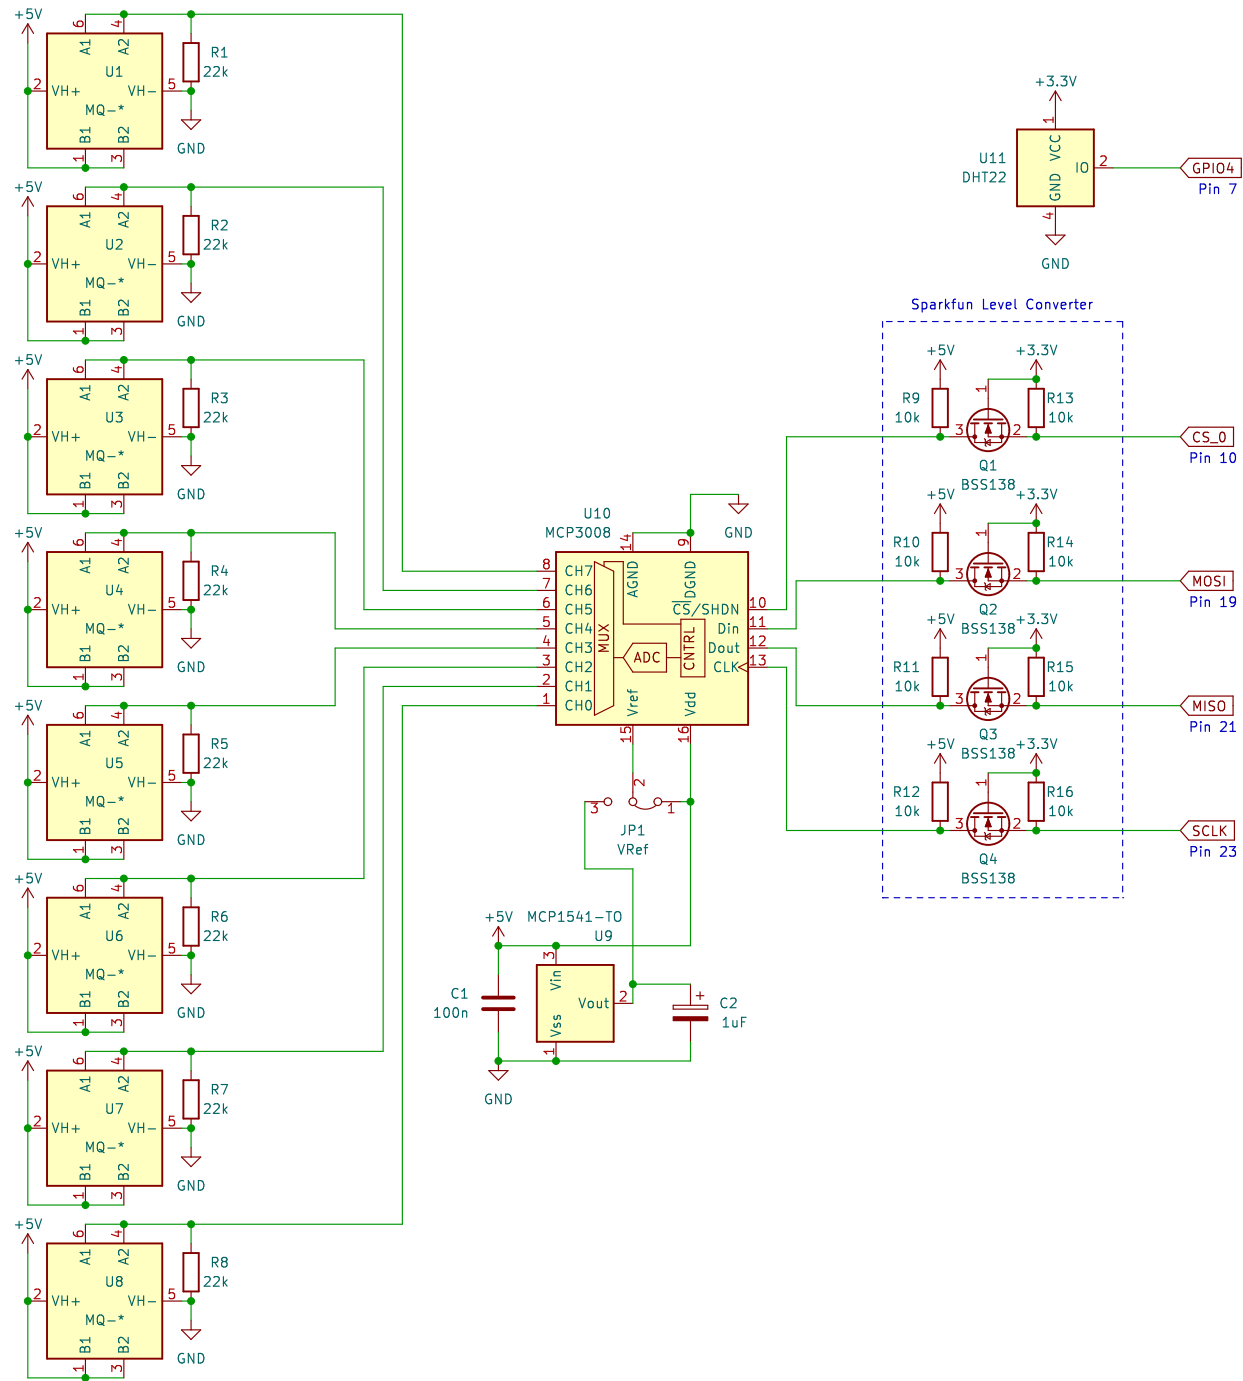 +5V
6
4
A1
A2
U1
R1
22k
2
VH+
VH-
5
MQ-*
B1
B2
1
3
GND
+5V
6
4
A1
A2
U2
R2
22k
2
VH+
VH-
5
MQ-*
B1
B2
1
3
GND
+5V
6
4
A1
A2
U3
R3
22k
2
VH+
VH-
5
MQ-*
B1
B2
1
3
GND
+5V
6
4
A1
A2
U4
R4
22k
2
VH+
VH-
5
MQ-*
B1
B2
1
3
GND
+5V
6
4
A1
A2
U5
R5
22k
2
VH+
VH-
5
MQ-*
B1
B2
1
3
GND
+5V
6
4
A1
A2
U6
R6
22k
2
VH+
VH-
5
MQ-*
B1
B2
1
3
GND
+5V
6
4
A1
A2
U7
R7
22k
2
VH+
VH-
5
MQ-*
B1
B2
1
3
GND
+5V
6
4
A1
A2
U8
R8
22k
2
VH+
VH-
5
MQ-*
B1
B2
1
3
GND
U10
MCP3008
14
9
GND
AGND
DGND
8
CH7
7
CH6
6
CH5
5
CH4
4
CH3
3
CH2
2
CH1
1
CH0
MUX
ADC
CNTRL
CS/SHDN
10
Din
11
Dout
12
CLK
13
Vref
Vdd
15
16
2
3
1
JP1
VRef
+5V
MCP1541-TO
U9
3
Vin
Vout
2
Vss
1
C1
100n
+
C2
1uF
GND
+3.3V
1
U11
DHT22
VCC
IO
2
GND
4
GND
GPIO4
Pin 7
Sparkfun Level Converter
+5V
+3.3V
R9
10k
1
R13
10k
3
2
Q1
BSS138
CS_0
Pin 10
+5V
+3.3V
R10
10k
1
R14
10k
3
2
Q2
BSS138
MOSI
Pin 19
+5V
+3.3V
R11
10k
1
R15
10k
3
2
Q3
BSS138
MISO
Pin 21
+5V
+3.3V
R12
10k
1
R16
10k
3
2
Q4
BSS138
SCLK
Pin 23